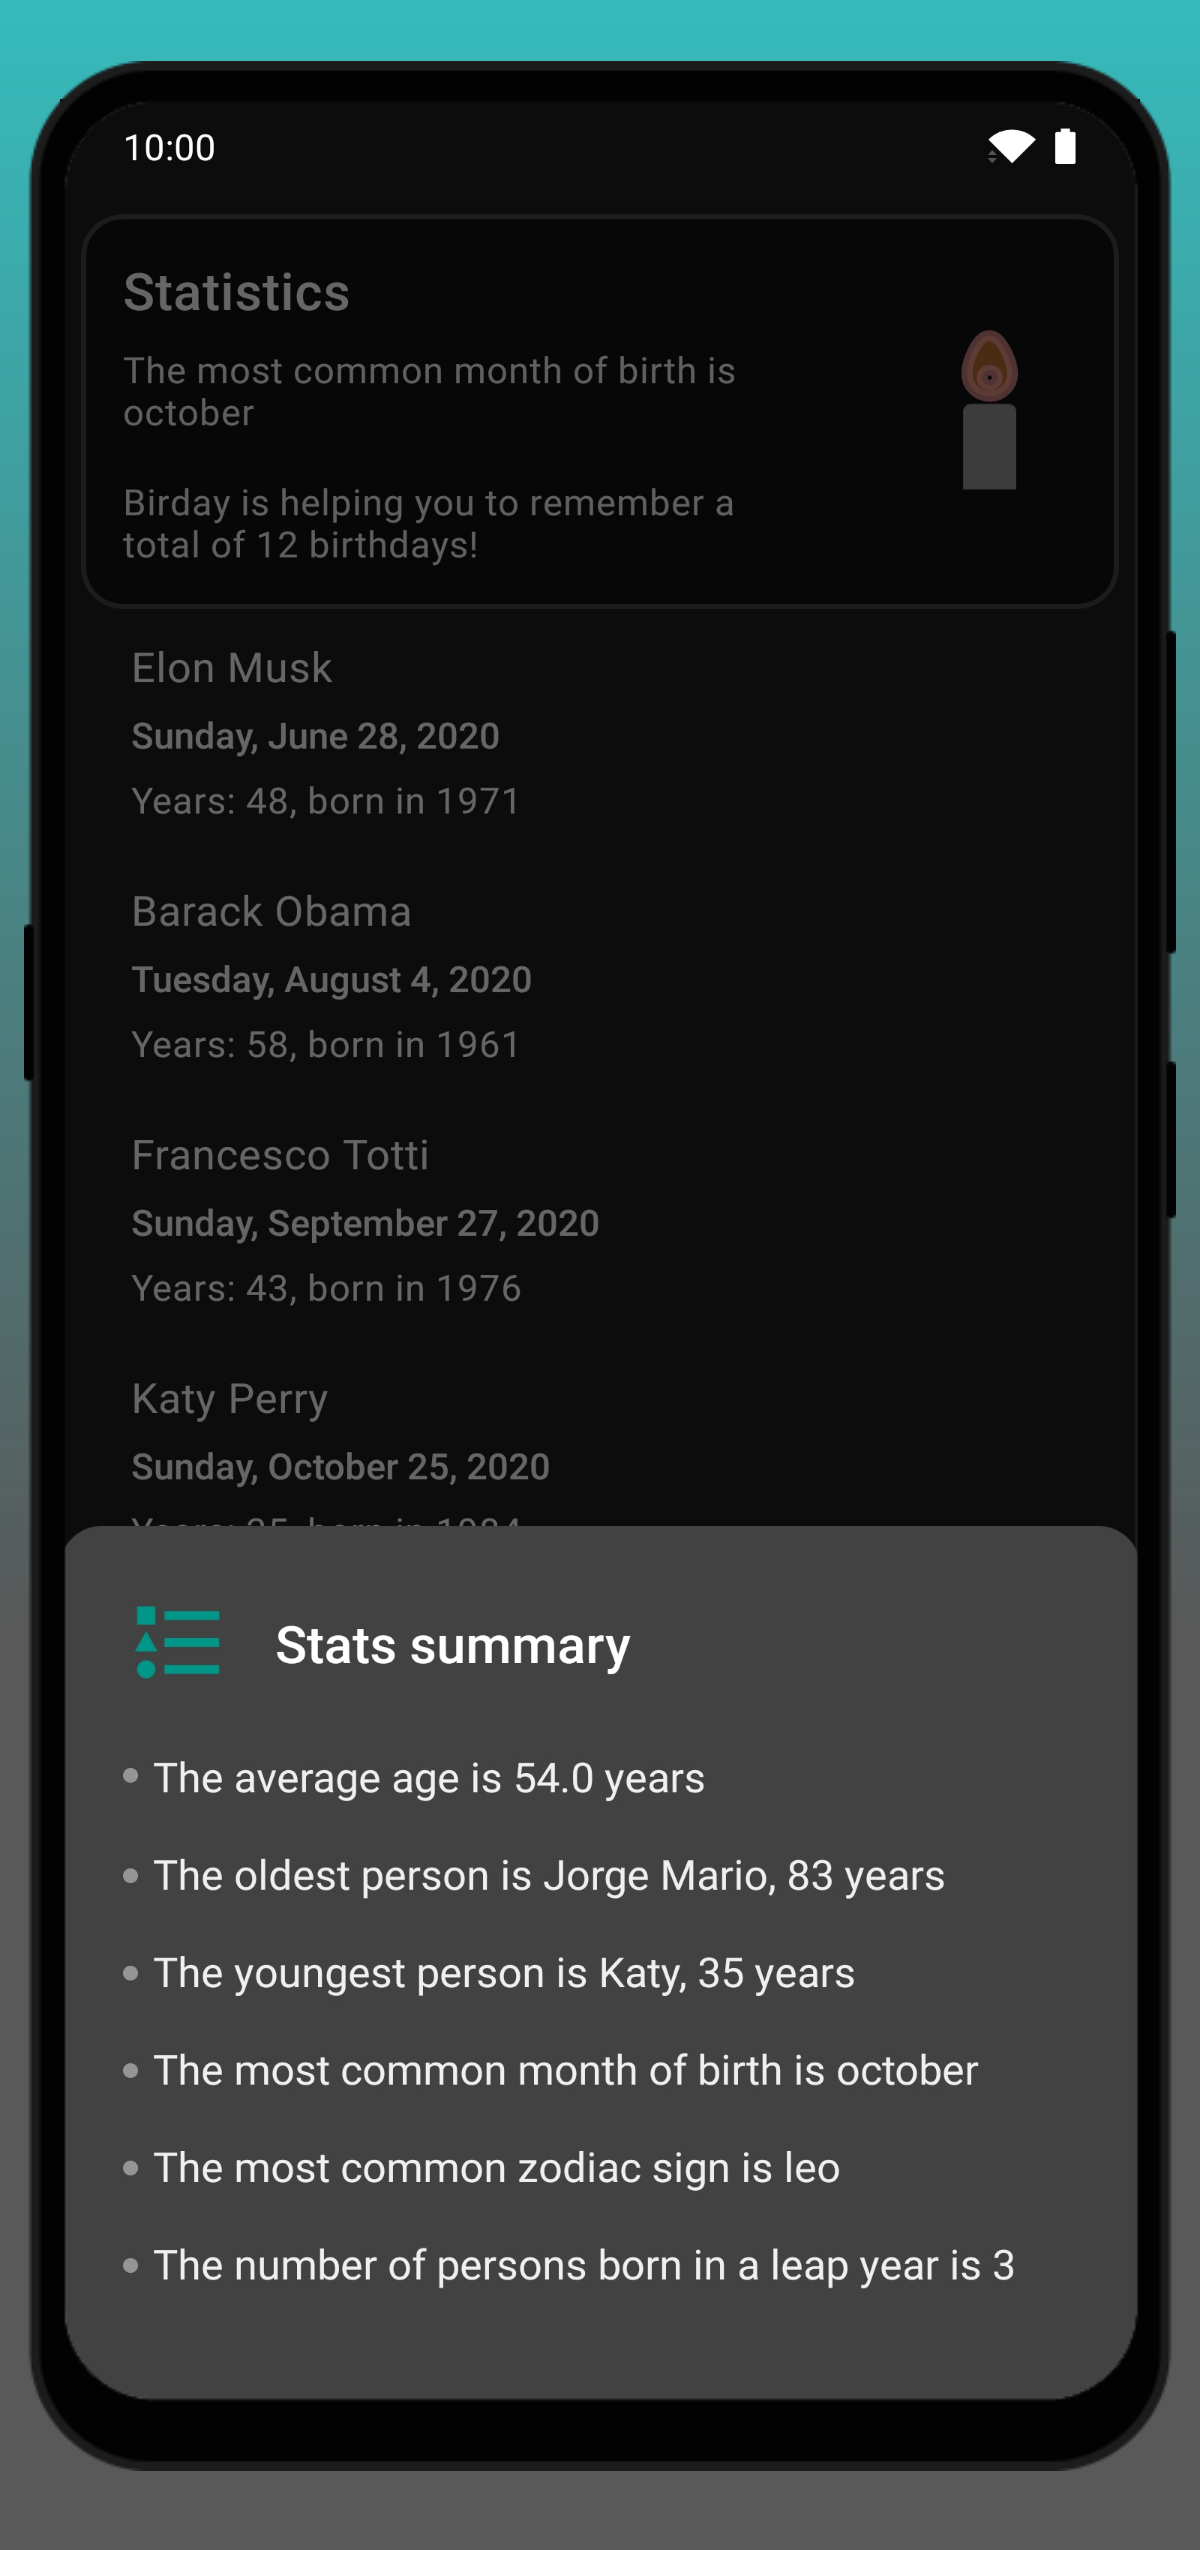 10:00
Statistics
The most common month of birth is
october
Birday is helping you to remember a
total of 12 birthdays!
Elon Musk
Sunday, June 28, 2020
Years: 48, born in 1971
Barack Obama
Tuesday, August 4, 2020
Years: 58, born in 1961
Francesco Totti
Sunday, September 27, 2020
Years: 43, born in 1976
Katy Perry
Sunday, October 25, 2020
Years: 35, born in 1984
Stats summary
The average age is 54.0 years
The oldest person is Jorge Mario, 83 years
The youngest person is Katy, 35 years
The most common month of birth is october
The most common zodiac sign is leo
The number of persons born in a leap year is 3